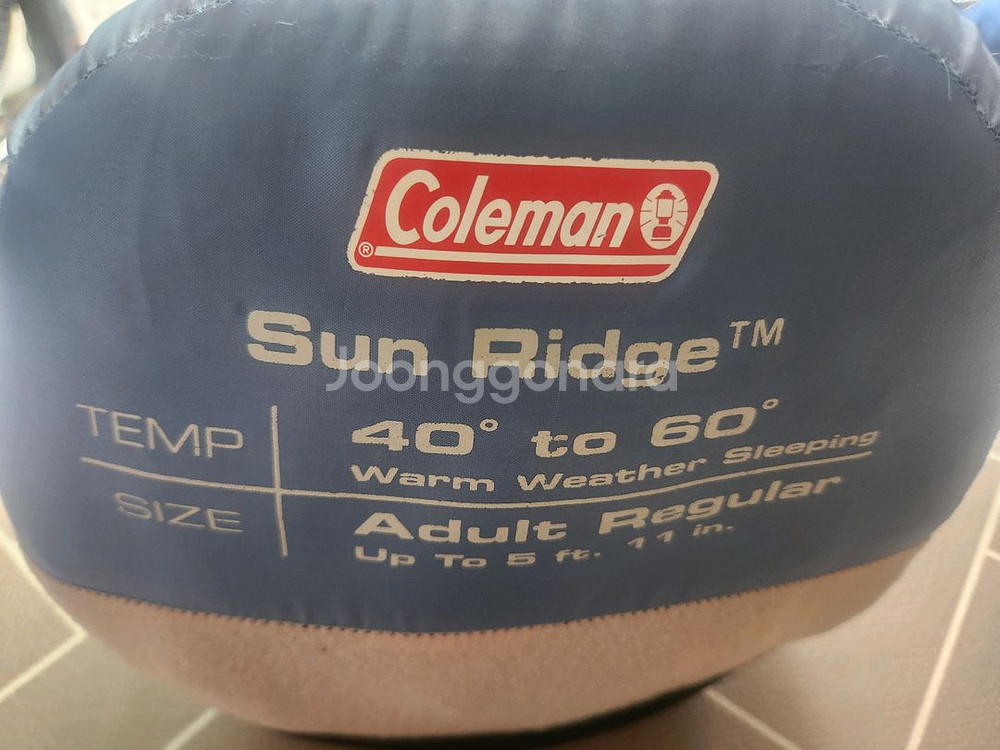 Coleman
®
Sun Ridge™
Joonggonara
TEMP
40° to 60°
Warm Weather Sleeping
SIZE
Adult Regular
Up To 5 ft. 11 in.